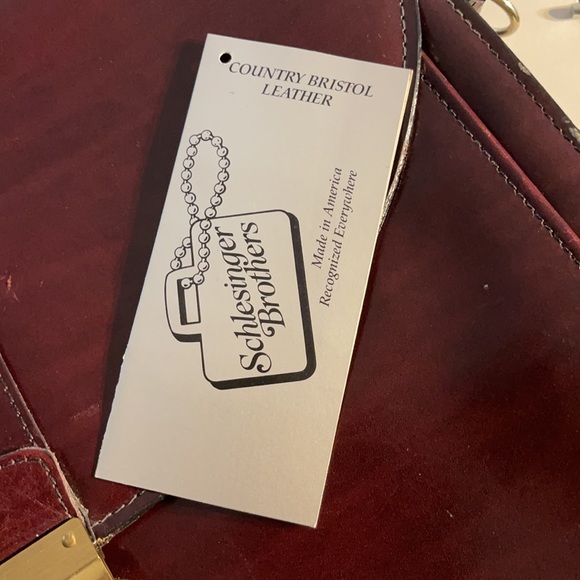 COUNTRY BRISTOL
LEATHER
Schlesinger
Brothers
Made in America
Recognized Everywhere